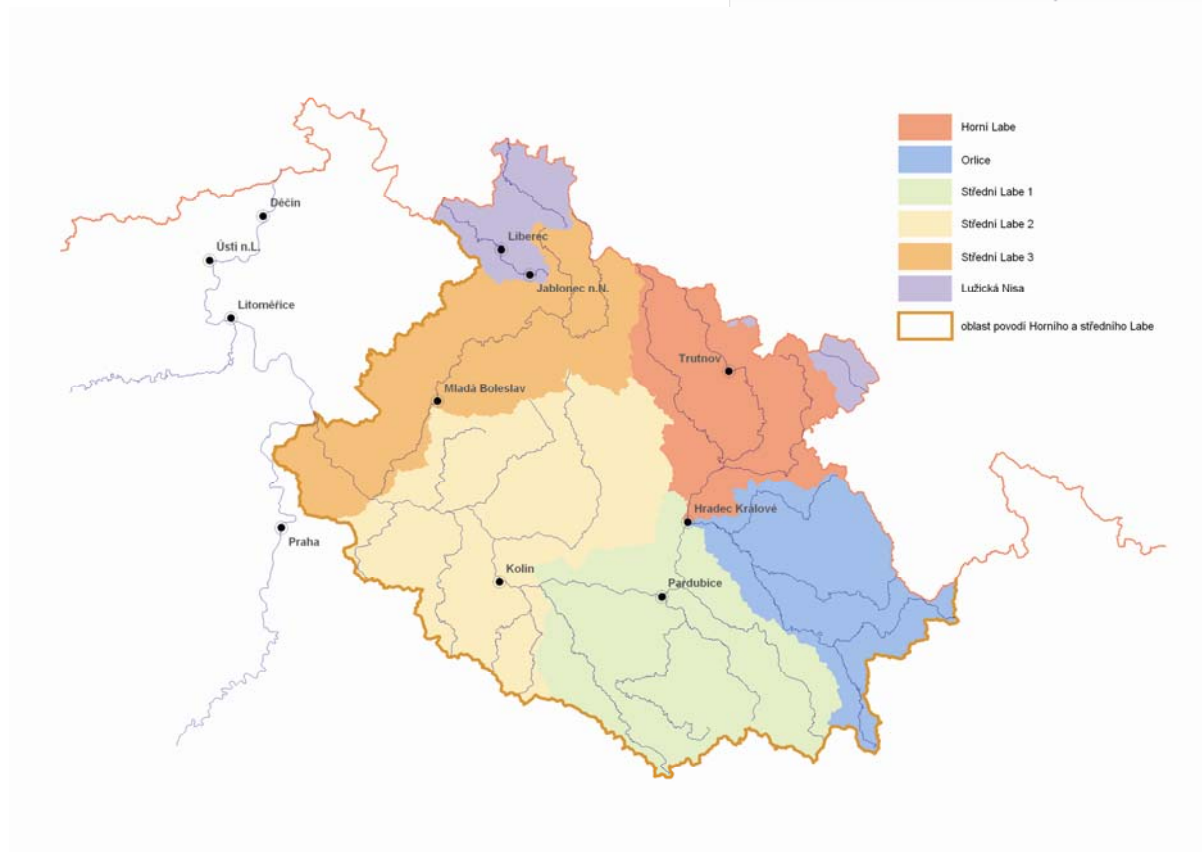 Horní Labe
Orlice
Střední Labe 1
Střední Labe 2
Střední Labe 3
Lužická Nisa
oblast povodí Horního a středního Labe
Děčín
Ústí n.L.
Litoměřice
Liberec
Jablonec n.N.
Trutnov
Mladá Boleslav
Hradec Králové
Praha
Kolín
Pardubice